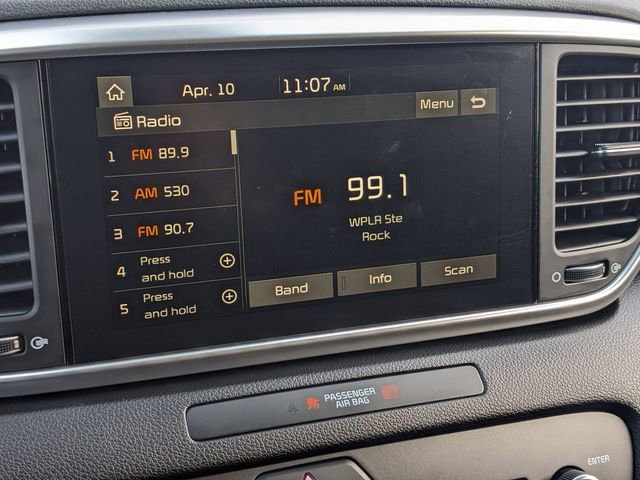 Apr. 10 11:07 AM
Radio Menu
1 FM 89.9
2 AM 530
3 FM 90.7
4 Press and hold
5 Press and hold
FM 99.1
WPLR Ste
Rock
Band Info Scan
PASSENGER
AIR BAG
ENTER